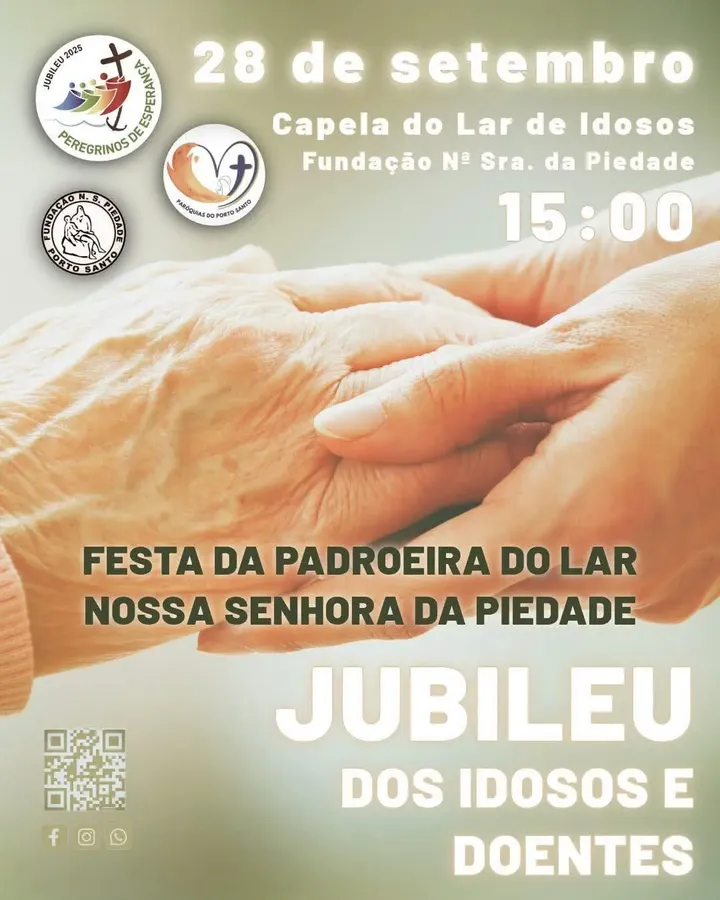 28 de setembro
Capela do Lar de Idosos
Fundação Nª Sra. da Piedade
15:00
JUBILEU 2025
PEREGRINOS DE ESPERANÇA
PARÓQUIAS DO PORTO SANTO
FUNDAÇÃO N. S. PIEDADE
PORTO SANTO
FESTA DA PADROEIRA DO LAR
NOSSA SENHORA DA PIEDADE
JUBILEU
DOS IDOSOS E
DOENTES